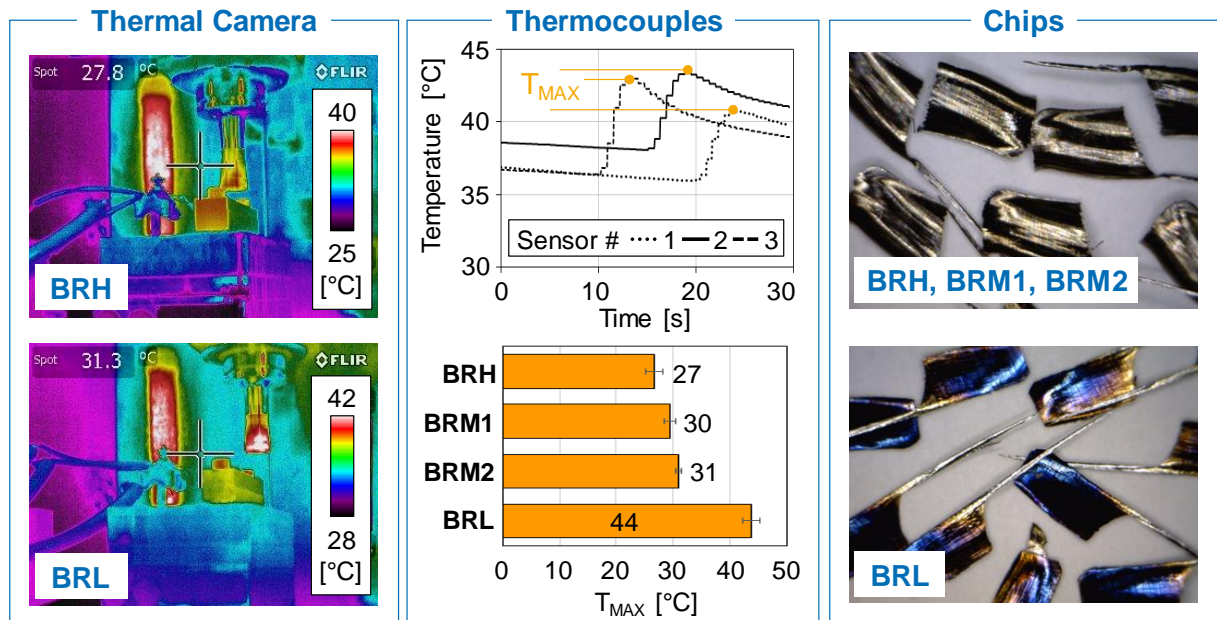 Thermal Camera
Spot 27.8 °C
FLIR
40
25
[°C]
BRH
Spot 31.3 °C
FLIR
42
28
[°C]
BRL
Thermocouples
Temperature [°C]
45
40
35
30
T_MAX
Sensor # 1 2 3
0 10 20 30
Time [s]
BRH 27
BRM1 30
BRM2 31
BRL 44
0 10 20 30 40 50
T_MAX [°C]
Chips
BRH, BRM1, BRM2
BRL